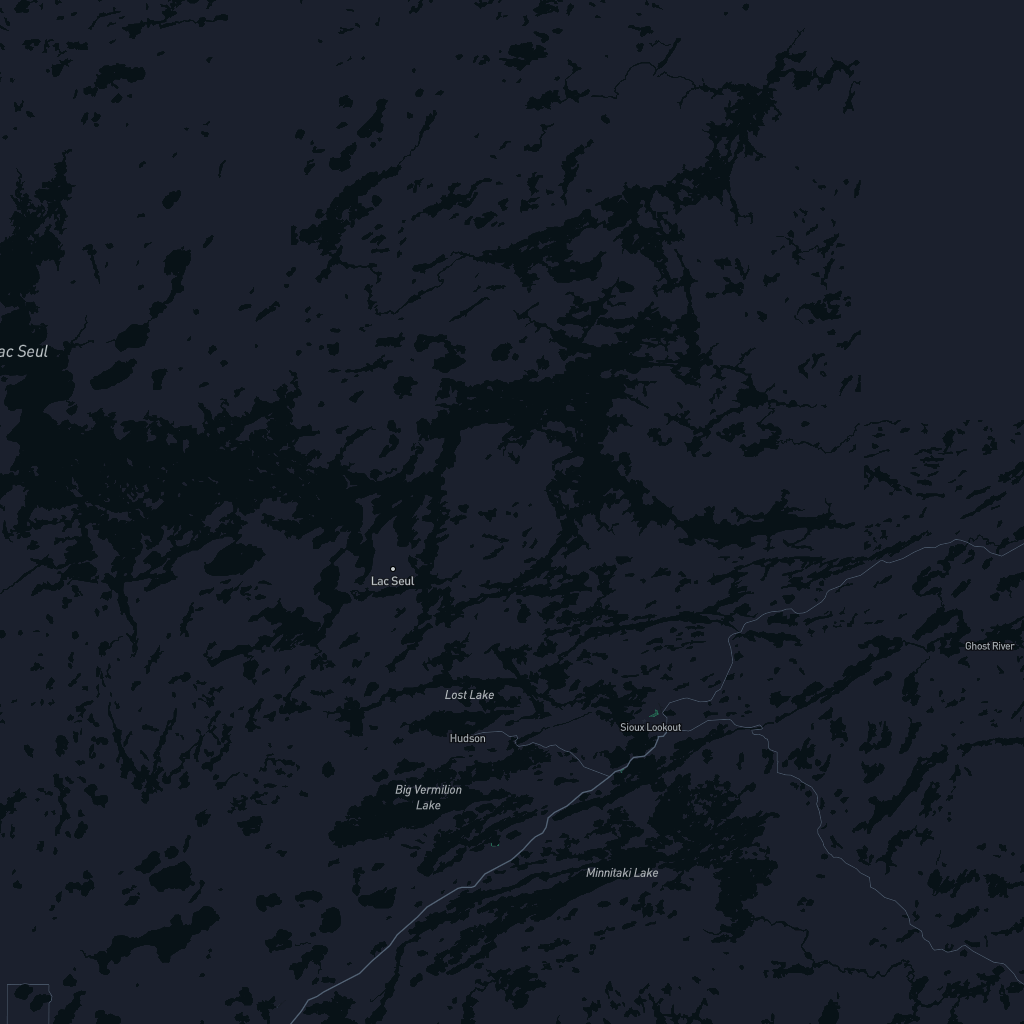 ac Seul
Lac Seul
Ghost River
Lost Lake
Sioux Lookout
Hudson
Big Vermilion
Lake
Minnitaki Lake